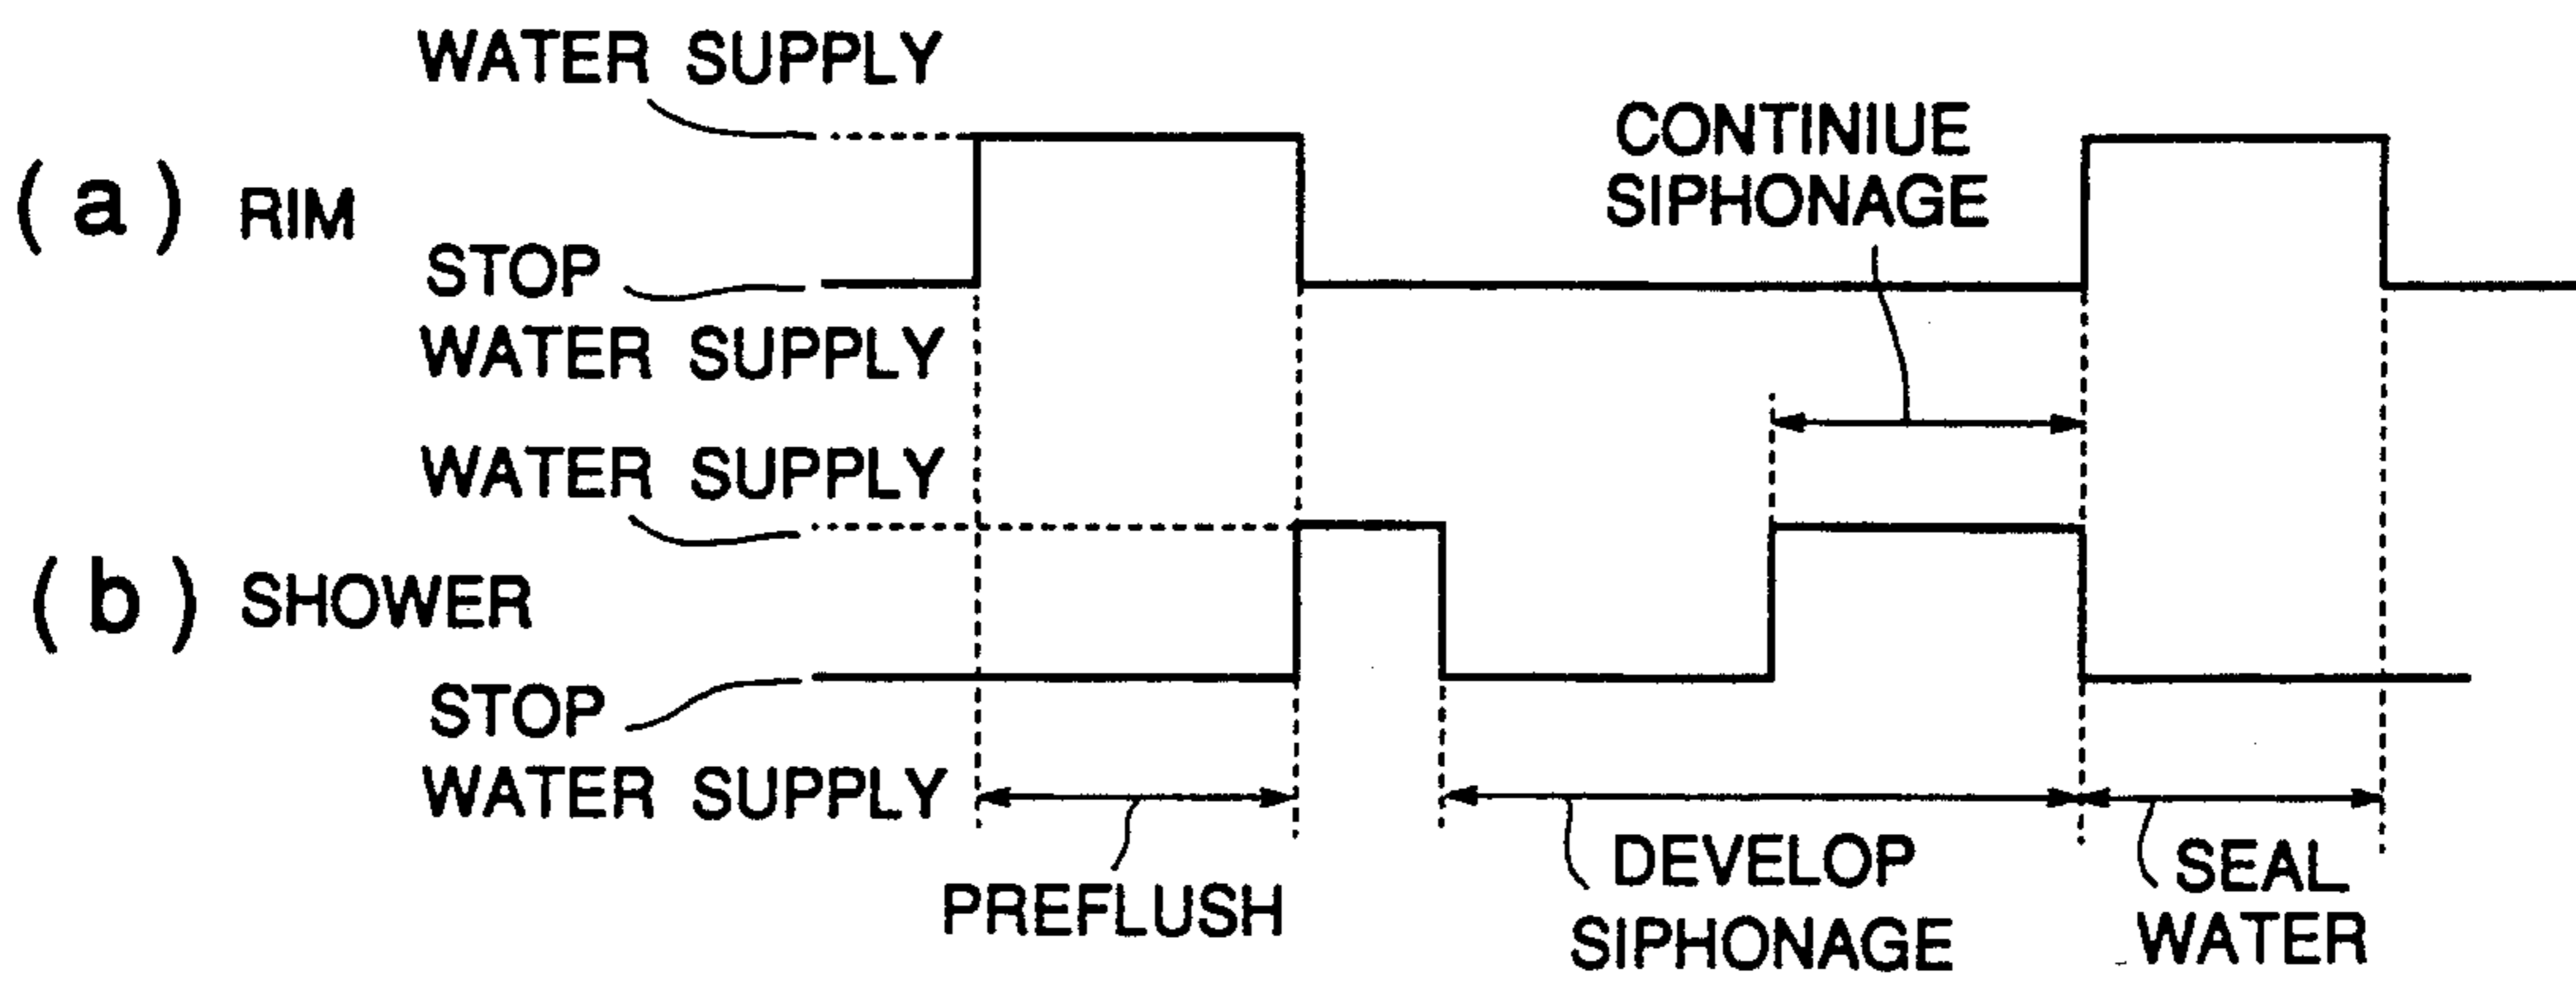 WATER SUPPLY
CONTINIUE
SIPHONAGE
(a) RIM
STOP
WATER SUPPLY
WATER SUPPLY
(b) SHOWER
STOP
WATER SUPPLY
PREFLUSH
DEVELOP
SIPHONAGE
SEAL
WATER